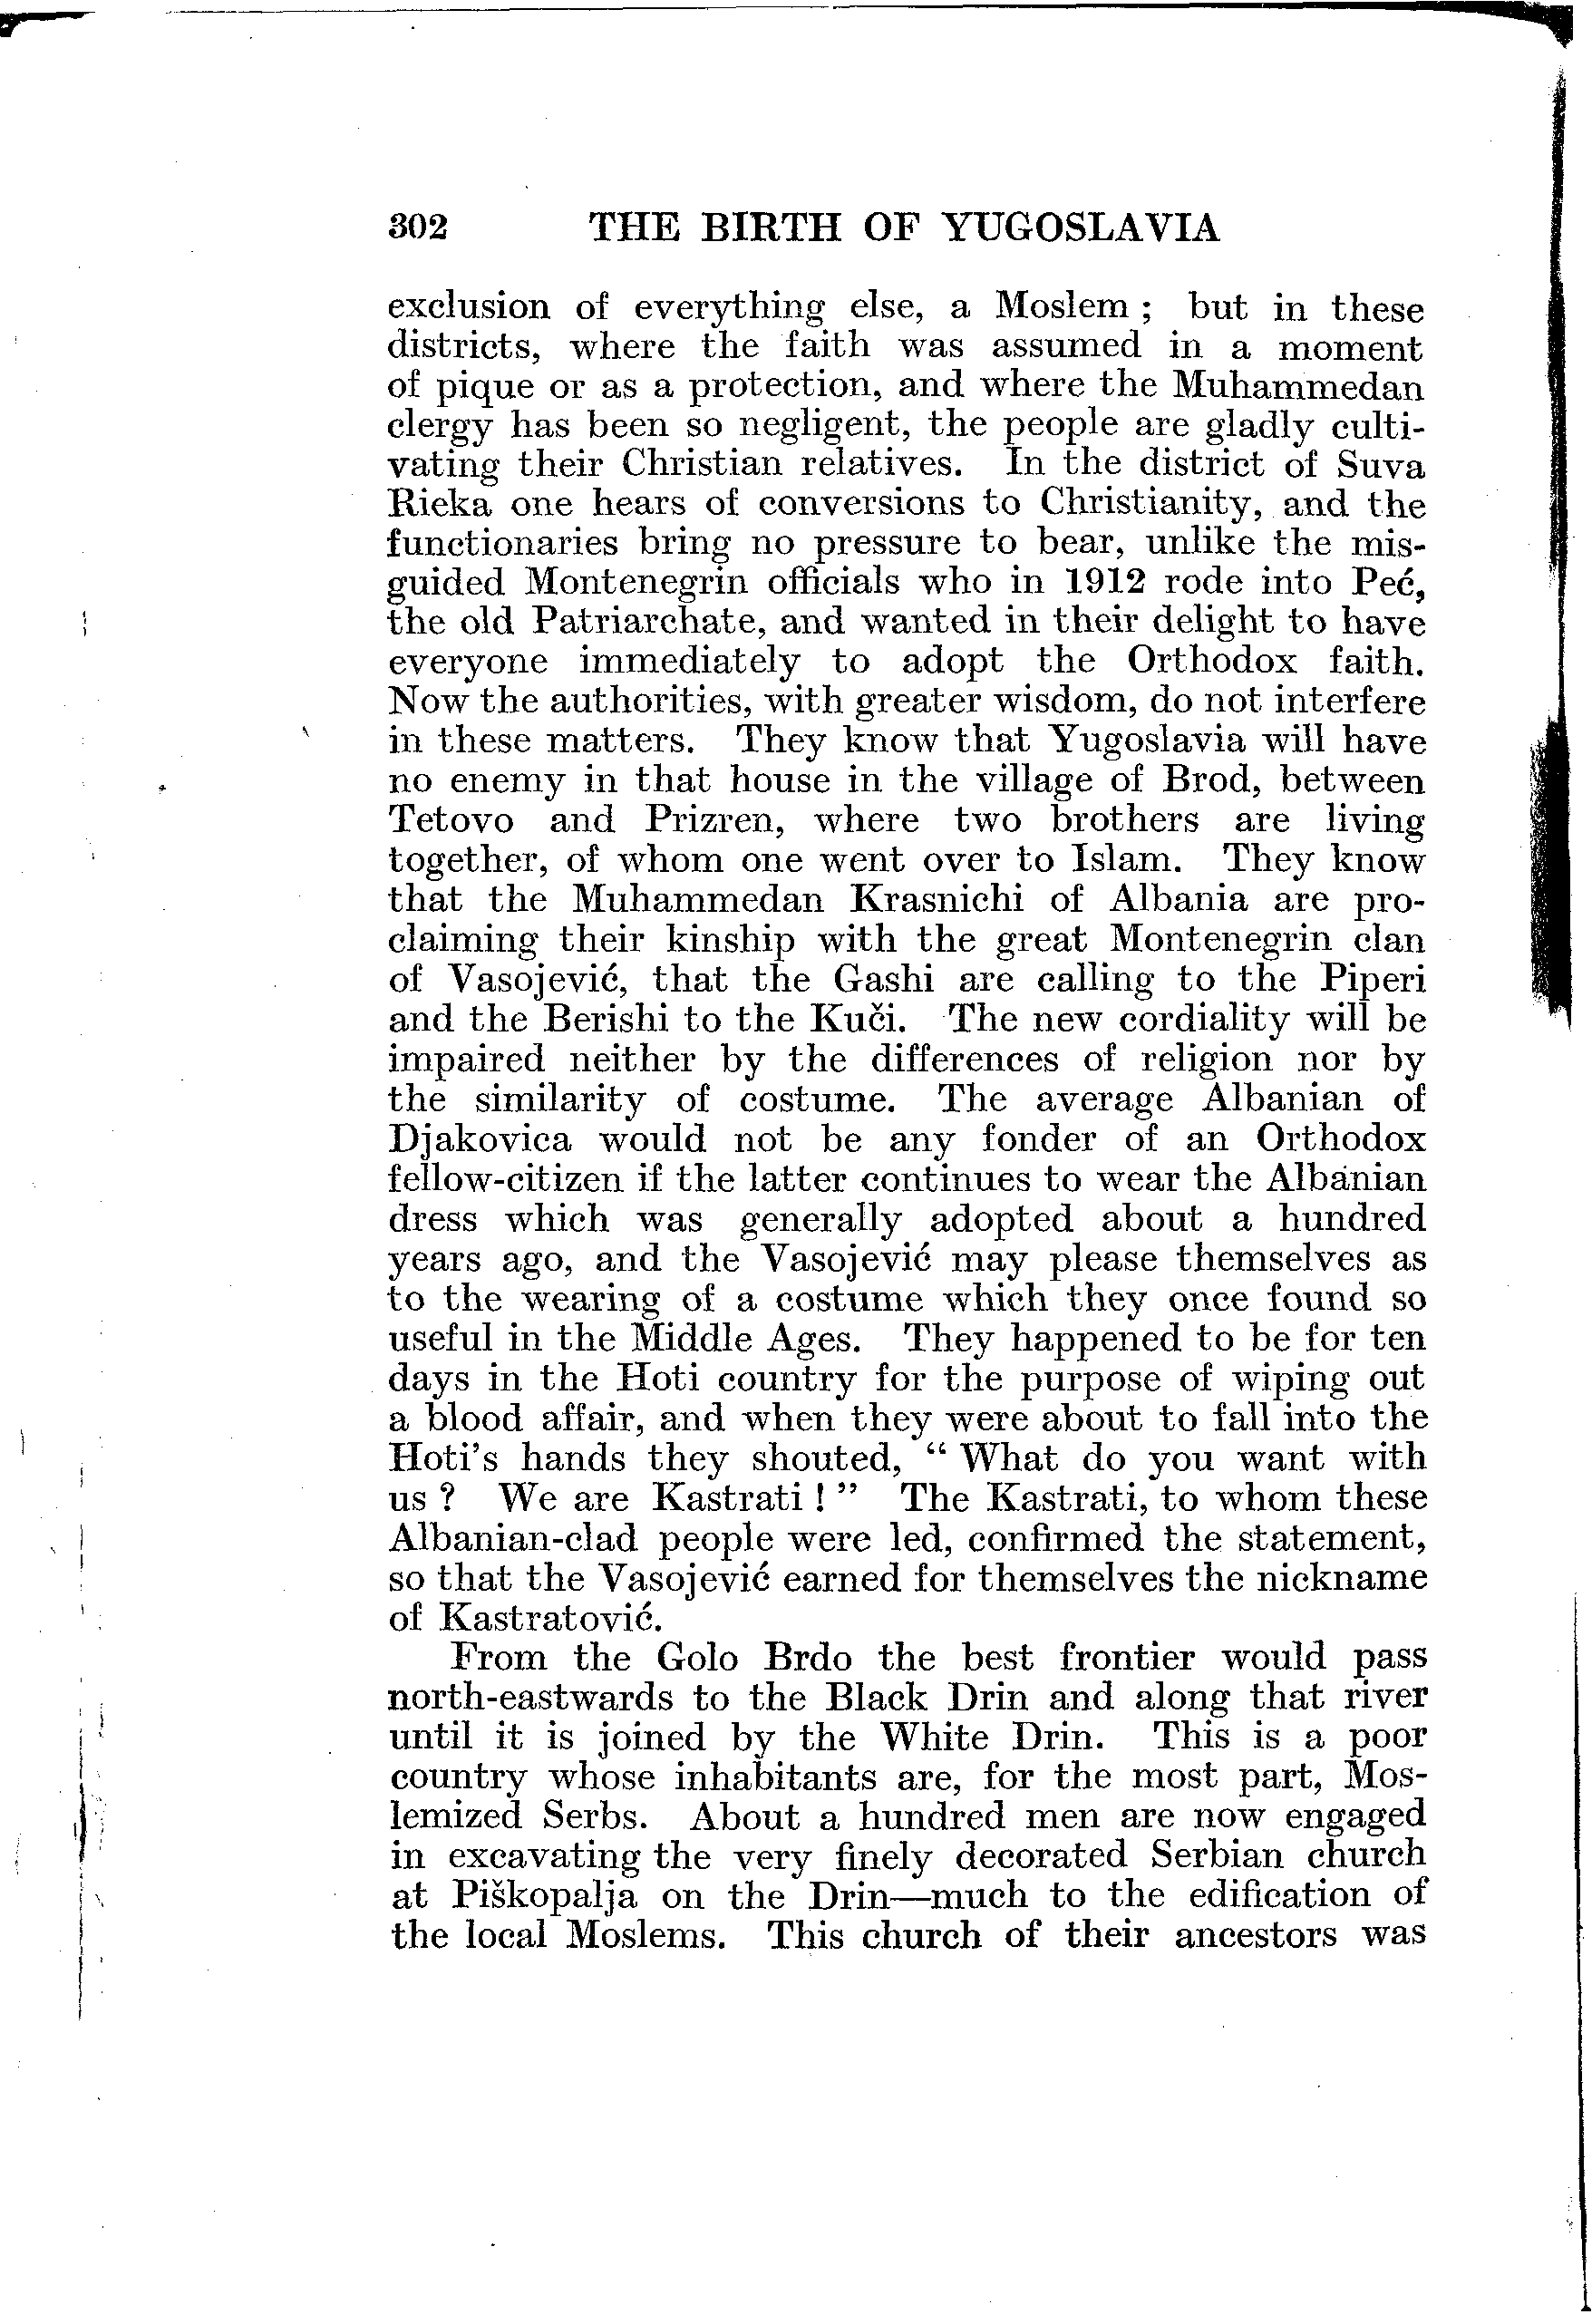 302 THE BIRTH OF YUGOSLAVIA
exclusion of everything else, a Moslem ; but in these
districts, where the faith was assumed in a moment
of pique or as a protection, and where the Muhammedan
clergy has been so negligent, the people are gladly culti-
vating their Christian relatives. In the district of Suva
Rieka one hears of conversions to Christianity, and the
functionaries bring no pressure to bear, unlike the mis-
guided Montenegrin officials who in 1912 rode into Peć,
the old Patriarchate, and wanted in their delight to have
everyone immediately to adopt the Orthodox faith.
Now the authorities, with greater wisdom, do not interfere
in these matters. They know that Yugoslavia will have
no enemy in that house in the village of Brod, between
Tetovo and Prizren, where two brothers are living
together, of whom one went over to Islam. They know
that the Muhammedan Krasnichi of Albania are pro-
claiming their kinship with the great Montenegrin clan
of Vasojević, that the Gashi are calling to the Piperi
and the Berishi to the Kuči. The new cordiality will be
impaired neither by the differences of religion nor by
the similarity of costume. The average Albanian of
Djakovica would not be any fonder of an Orthodox
fellow-citizen if the latter continues to wear the Albanian
dress which was generally adopted about a hundred
years ago, and the Vasojević may please themselves as
to the wearing of a costume which they once found so
useful in the Middle Ages. They happened to be for ten
days in the Hoti country for the purpose of wiping out
a blood affair, and when they were about to fall into the
Hoti's hands they shouted, “ What do you want with
us ? We are Kastrati ! ” The Kastrati, to whom these
Albanian-clad people were led, confirmed the statement,
so that the Vasojević earned for themselves the nickname
of Kastratović.
From the Golo Brdo the best frontier would pass
north-eastwards to the Black Drin and along that river
until it is joined by the White Drin. This is a poor
country whose inhabitants are, for the most part, Mos-
lemized Serbs. About a hundred men are now engaged
in excavating the very finely decorated Serbian church
at Piškopalja on the Drin—much to the edification of
the local Moslems. This church of their ancestors was